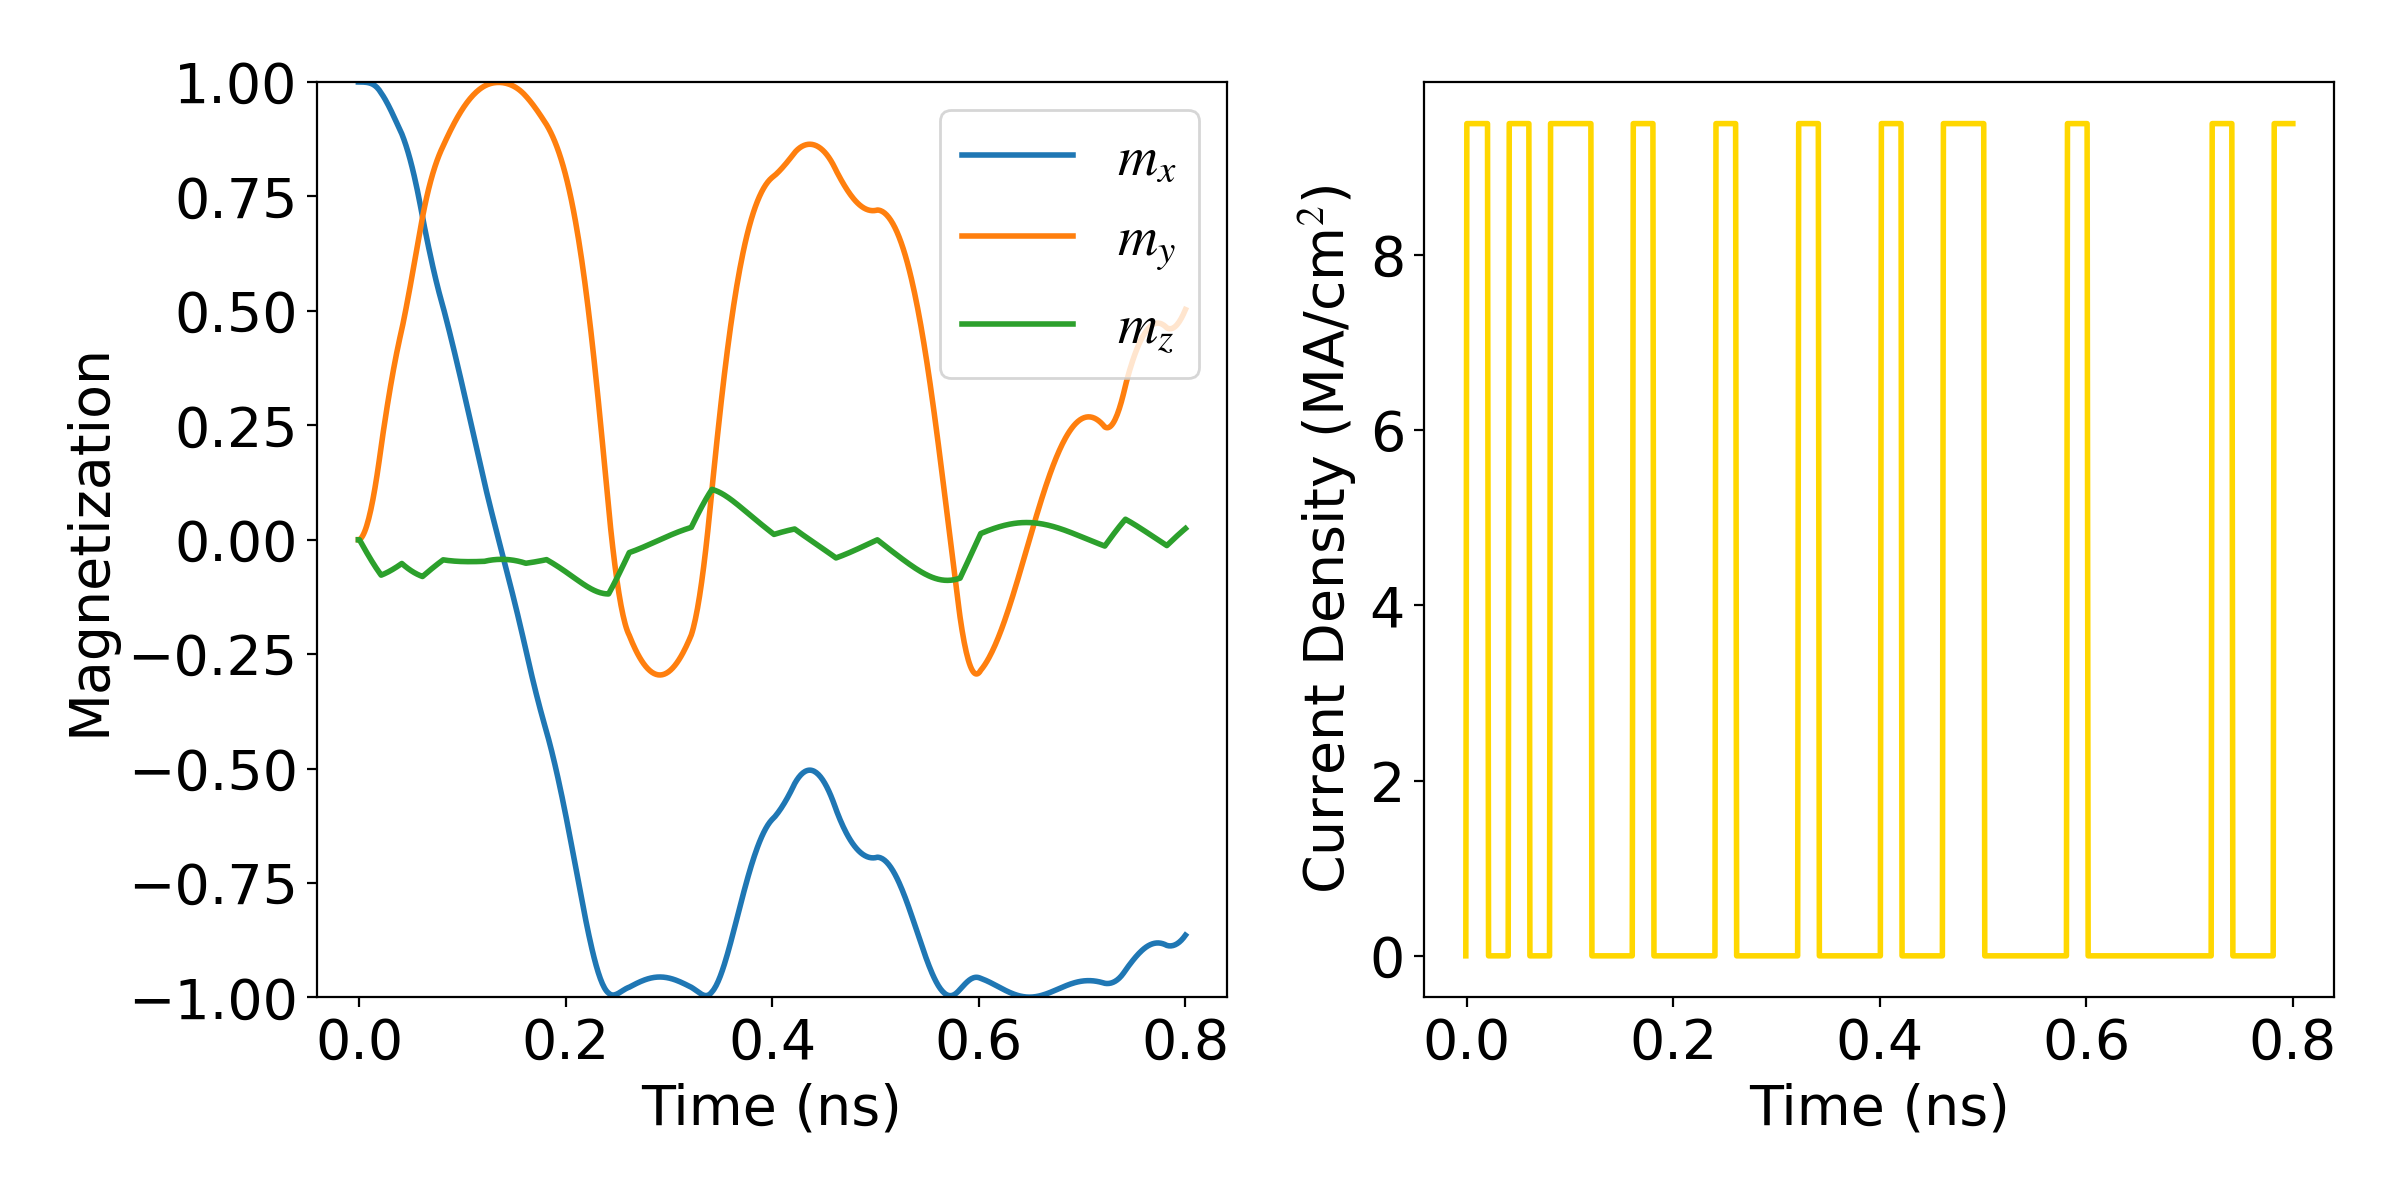 1.00
0.75
0.50
0.25
0.00
−0.25
−0.50
−0.75
−1.00
Magnetization
0.0 0.2 0.4 0.6 0.8
Time (ns)
m_x
m_y
m_z
8
6
4
2
0
Current Density (MA/cm²)
0.0 0.2 0.4 0.6 0.8
Time (ns)